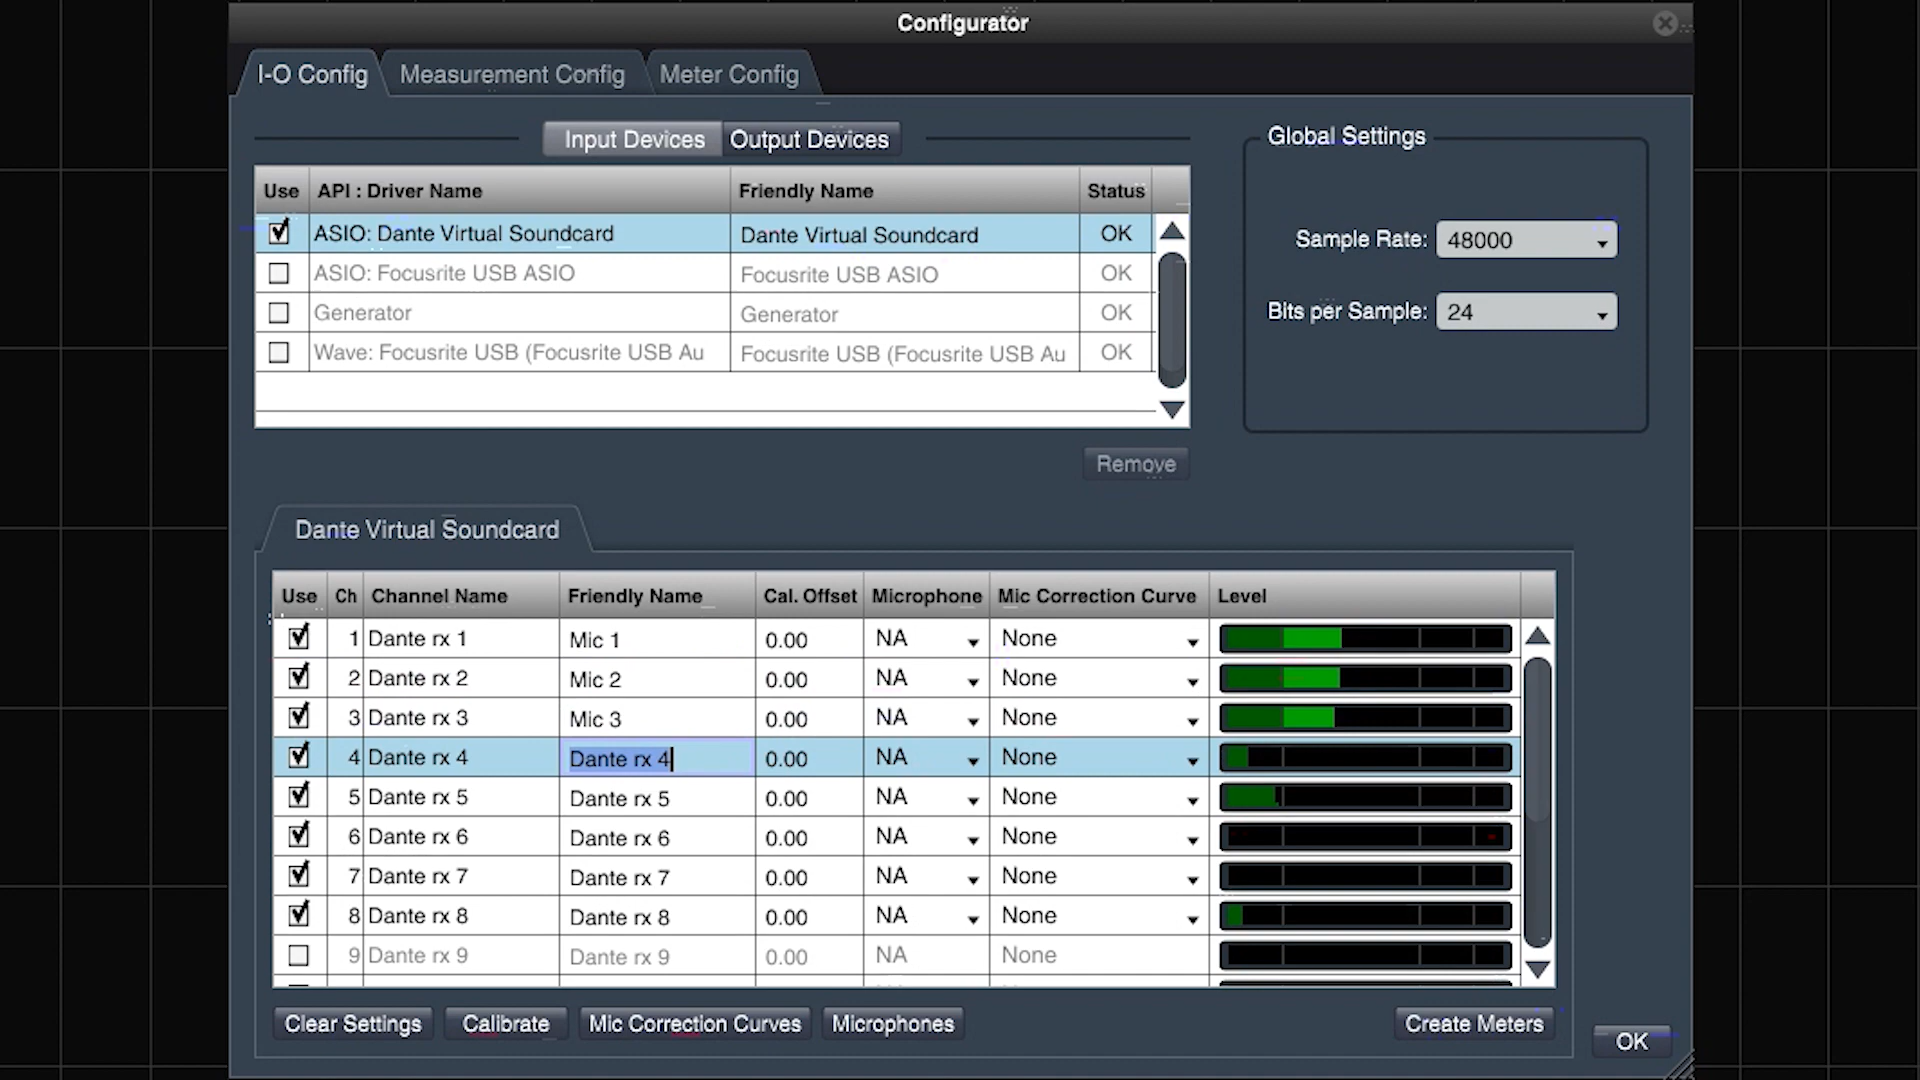 Configurator
I-O Config Measurement Config Meter Config
Input Devices Output Devices
Global Settings
Use API : Driver Name Friendly Name Status
ASIO: Dante Virtual Soundcard Dante Virtual Soundcard OK
ASIO: Focusrite USB ASIO Focusrite USB ASIO OK
Generator Generator OK
Wave: Focusrite USB (Focusrite USB Au Focusrite USB (Focusrite USB Au OK
Sample Rate: 48000
Bits per Sample: 24
Remove
Dante Virtual Soundcard
Use Ch Channel Name Friendly Name Cal. Offset Microphone Mic Correction Curve Level
1 Dante rx 1 Mic 1 0.00 NA None
2 Dante rx 2 Mic 2 0.00 NA None
3 Dante rx 3 Mic 3 0.00 NA None
4 Dante rx 4 Dante rx 4 0.00 NA None
5 Dante rx 5 Dante rx 5 0.00 NA None
6 Dante rx 6 Dante rx 6 0.00 NA None
7 Dante rx 7 Dante rx 7 0.00 NA None
8 Dante rx 8 Dante rx 8 0.00 NA None
9 Dante rx 9 Dante rx 9 0.00 NA None
Clear Settings Calibrate Mic Correction Curves Microphones Create Meters
OK